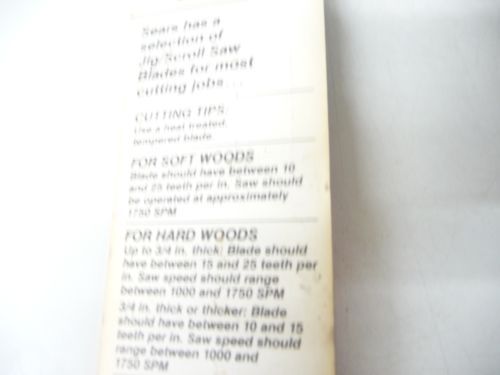 Sears has a
selection of
Jig/Scroll Saw
Blades for most
cutting jobs...
CUTTING TIPS:
Use a heat treated,
tempered blade.
FOR SOFT WOODS
Blade should have between 10
and 25 teeth per in. Saw should
be operated at approximately
1750 SPM
FOR HARD WOODS
Up to 3/4 in. thick: Blade should
have between 15 and 25 teeth per
in. Saw speed should range
between 1000 and 1750 SPM
3/4 in. thick or thicker: Blade
should have between 10 and 15
teeth per in. Saw speed should
range between 1000 and
1750 SPM